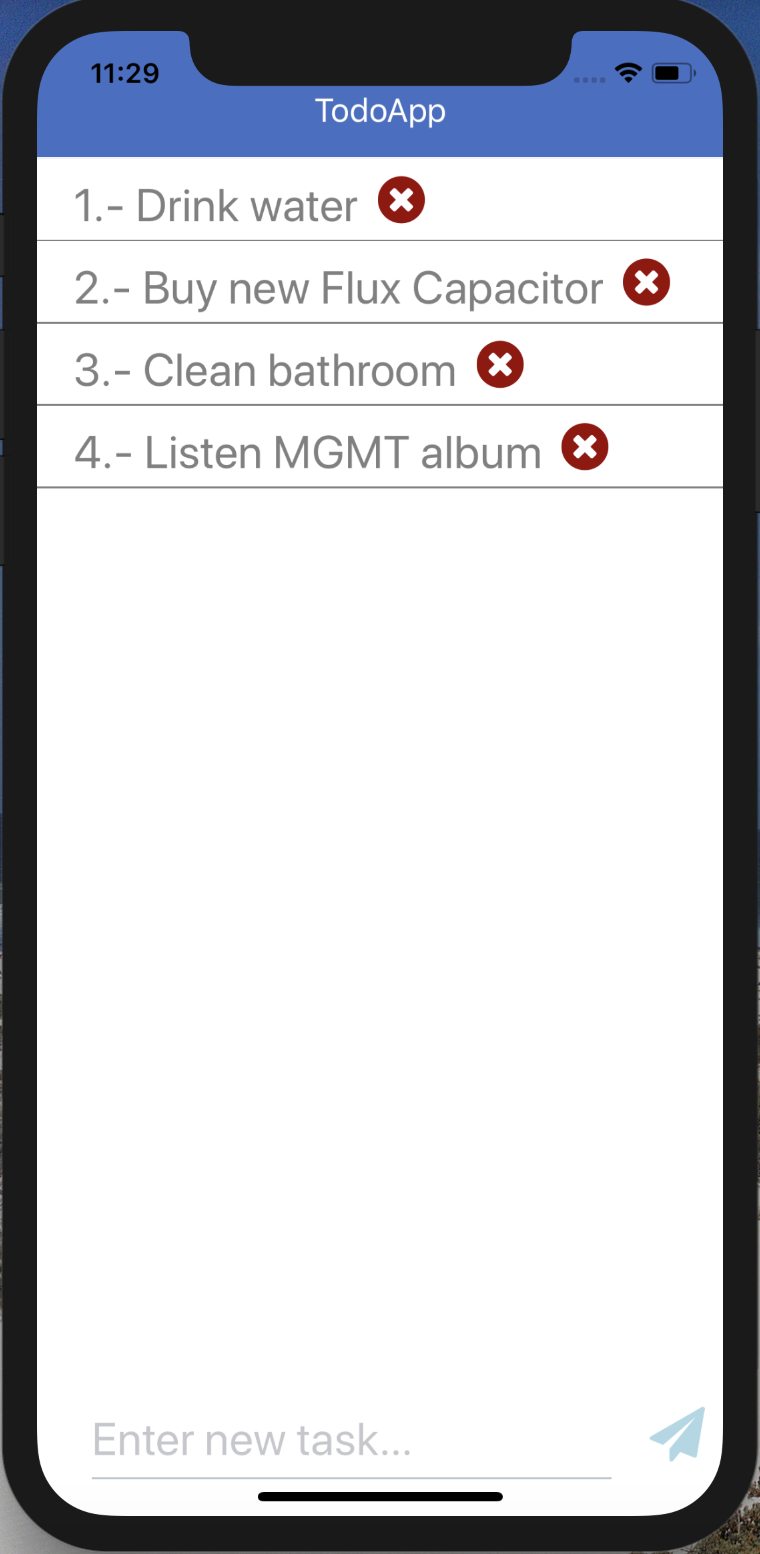 11:29
TodoApp
1.- Drink water
2.- Buy new Flux Capacitor
3.- Clean bathroom
4.- Listen MGMT album
Enter new task...